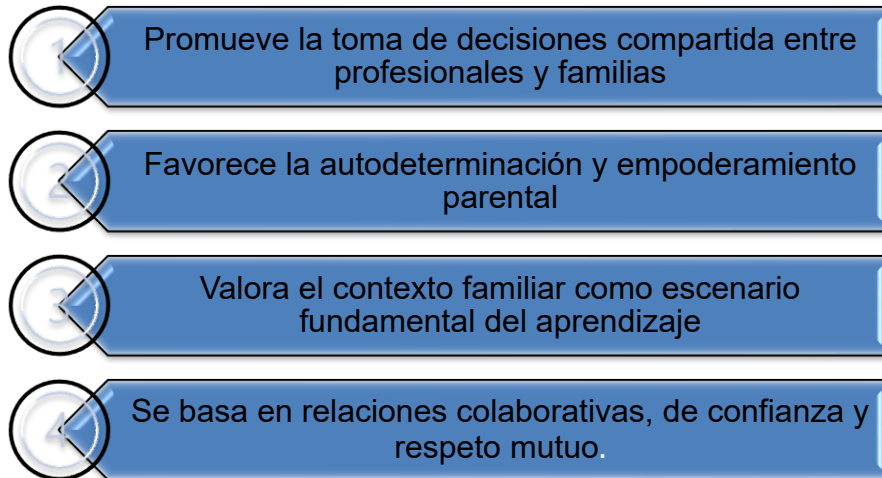 1
Promueve la toma de decisiones compartida entre
profesionales y familias
2
Favorece la autodeterminación y empoderamiento
parental
3
Valora el contexto familiar como escenario
fundamental del aprendizaje
4
Se basa en relaciones colaborativas, de confianza y
respeto mutuo.